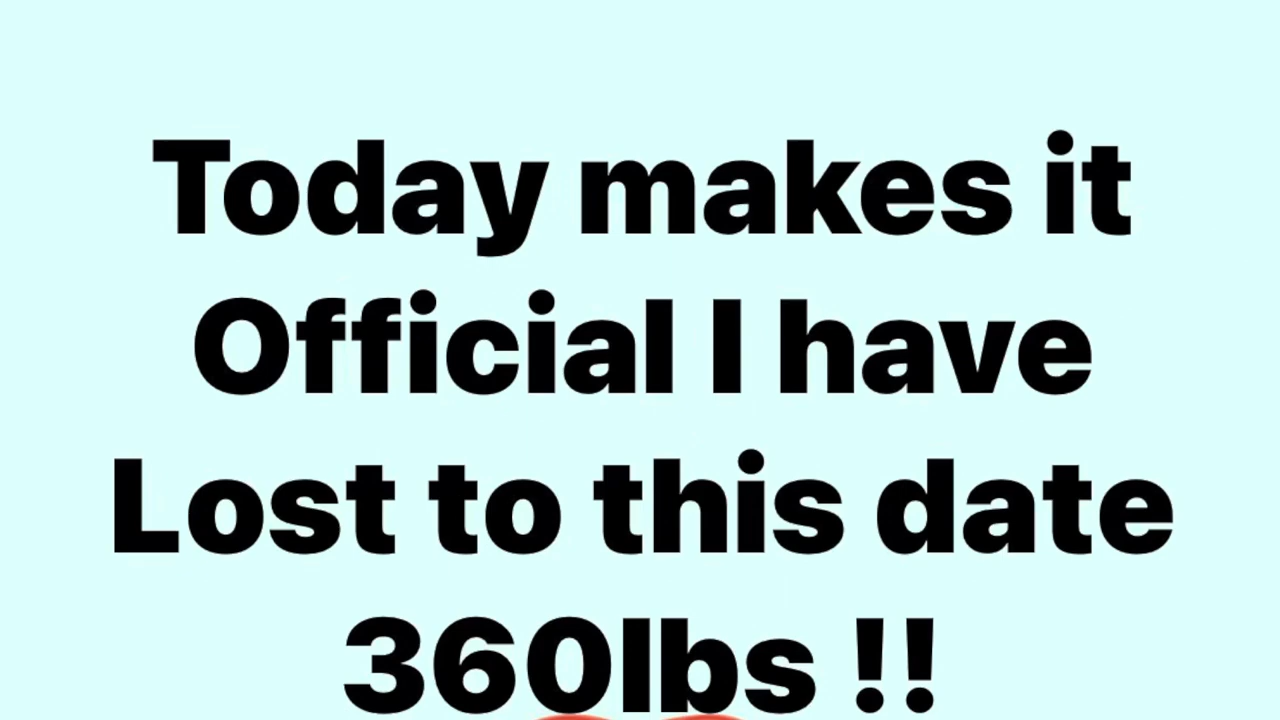 Today makes it
Official I have
Lost to this date
360lbs !!